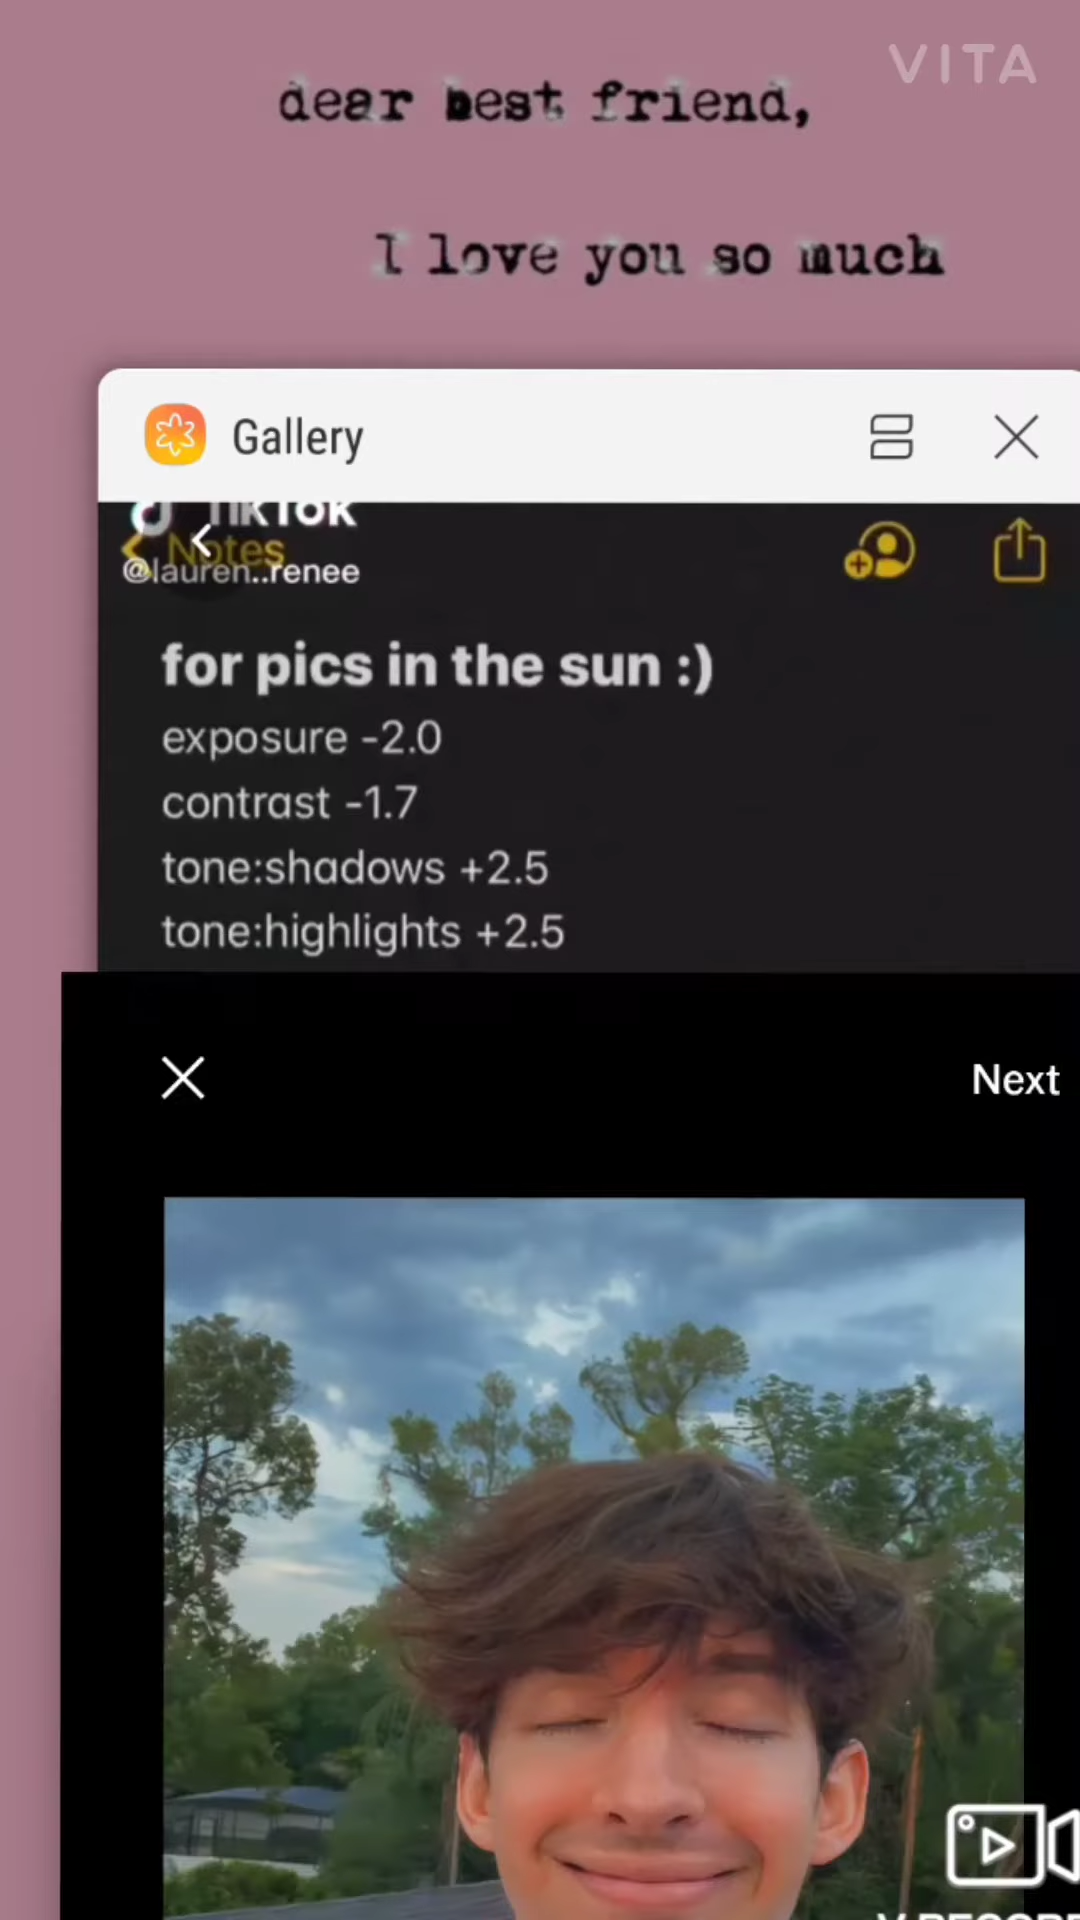 VITA
dear best friend,
I love you so much
Gallery
TikTok
Notes
@lauren..renee
for pics in the sun :)
exposure -2.0
contrast -1.7
tone:shadows +2.5
tone:highlights +2.5
Next